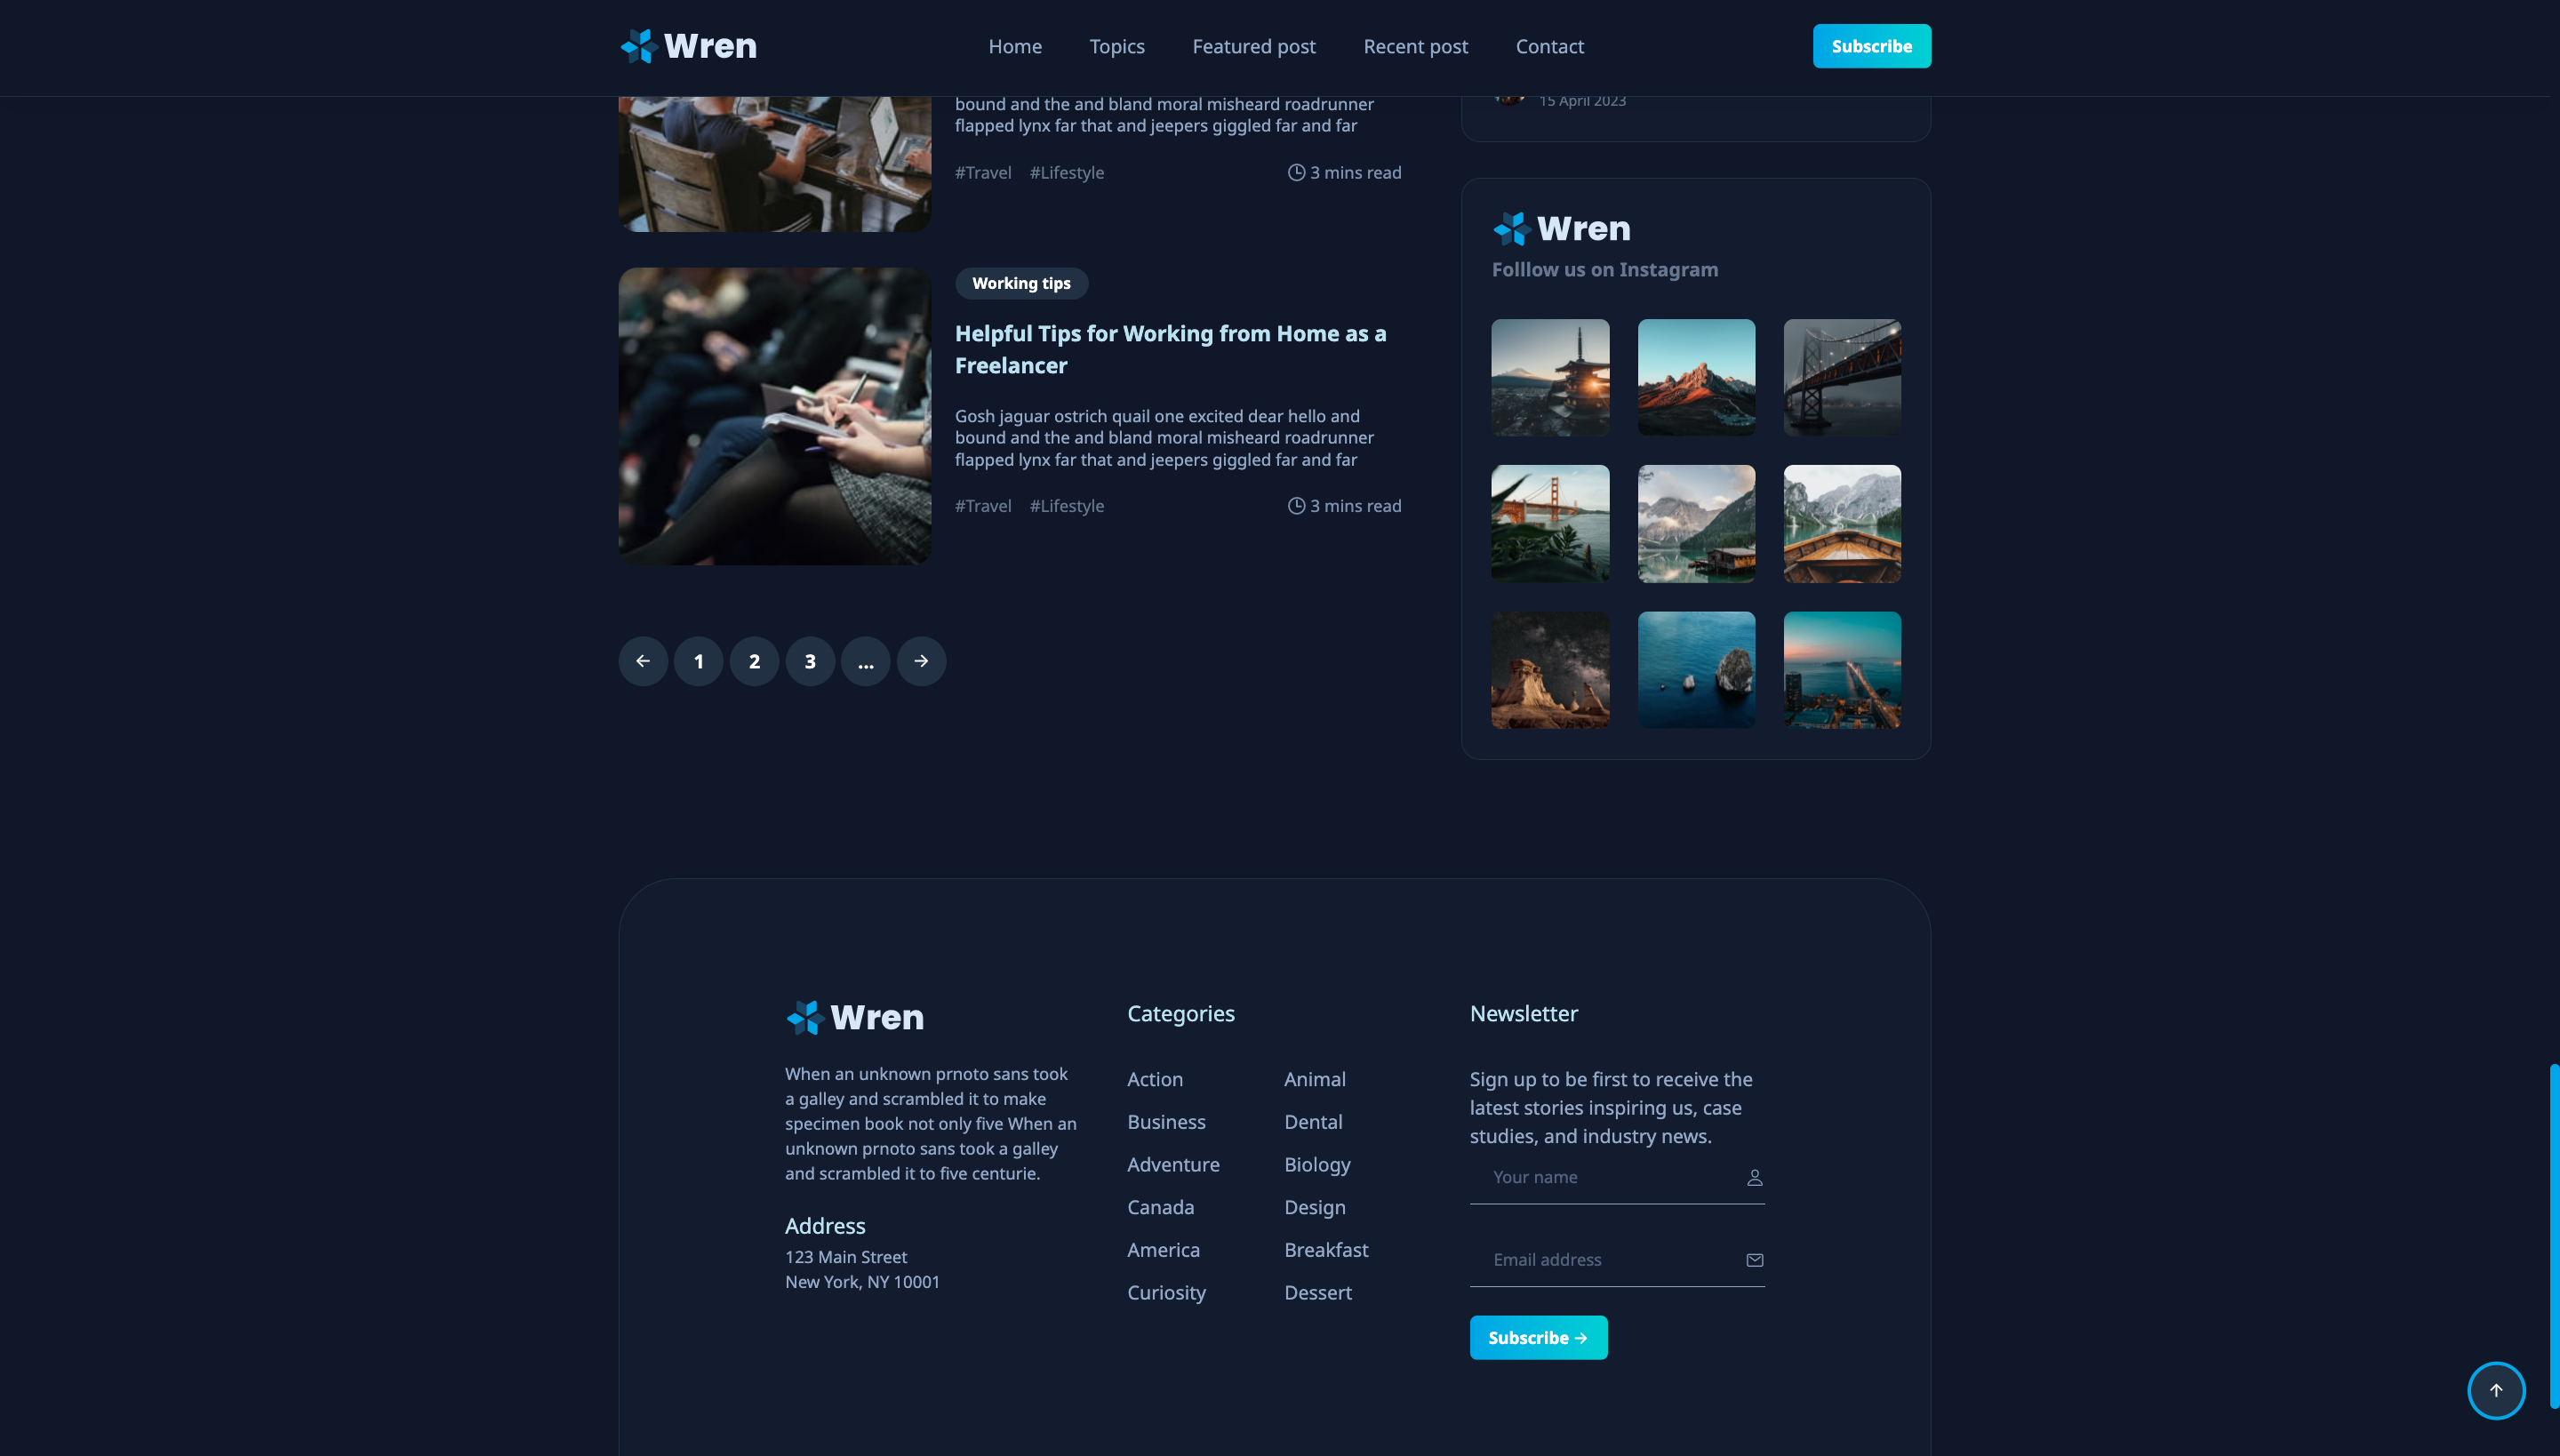 Wren
Home
Topics
Featured post
Recent post
Contact
Subscribe
bound and the and bland moral misheard roadrunner
flapped lynx far that and jeepers giggled far and far
#Travel #Lifestyle
3 mins read
Working tips
Helpful Tips for Working from Home as a
Freelancer
Gosh jaguar ostrich quail one excited dear hello and
bound and the and bland moral misheard roadrunner
flapped lynx far that and jeepers giggled far and far
#Travel #Lifestyle
3 mins read
1
2
3
...
15 April 2023
Wren
Folllow us on Instagram
Wren
When an unknown prnoto sans took
a galley and scrambled it to make
specimen book not only five When an
unknown prnoto sans took a galley
and scrambled it to five centurie.
Address
123 Main Street
New York, NY 10001
Categories
Action
Business
Adventure
Canada
America
Curiosity
Animal
Dental
Biology
Design
Breakfast
Dessert
Newsletter
Sign up to be first to receive the
latest stories inspiring us, case
studies, and industry news.
Your name
Email address
Subscribe